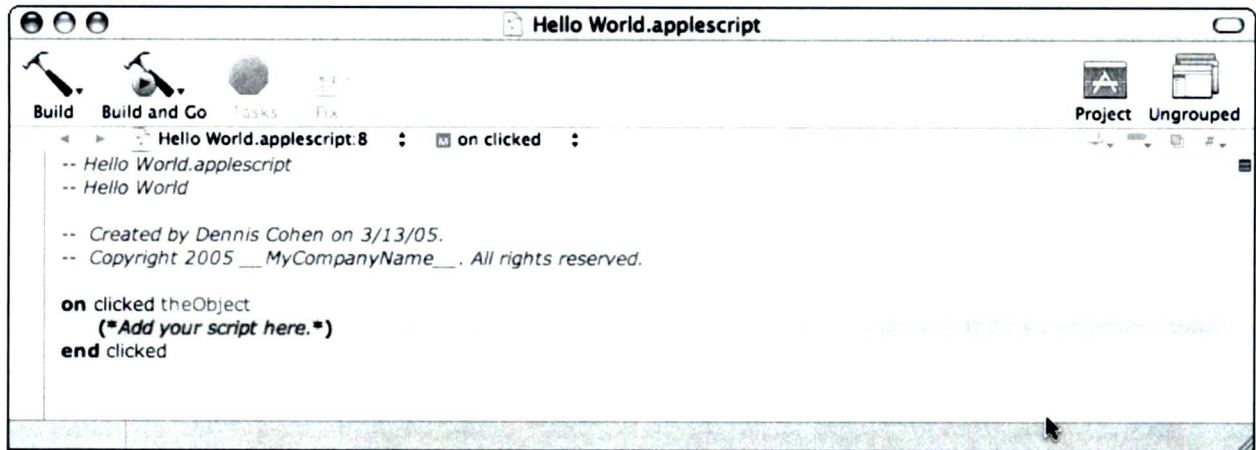 Hello World.applescript
Build Build and Go Tasks Fix Project Ungrouped
Hello World.applescript:8 M on clicked #
-- Hello World.applescript
-- Hello World
-- Created by Dennis Cohen on 3/13/05.
-- Copyright 2005 __MyCompanyName__. All rights reserved.
on clicked theObject
(*Add your script here.*)
end clicked